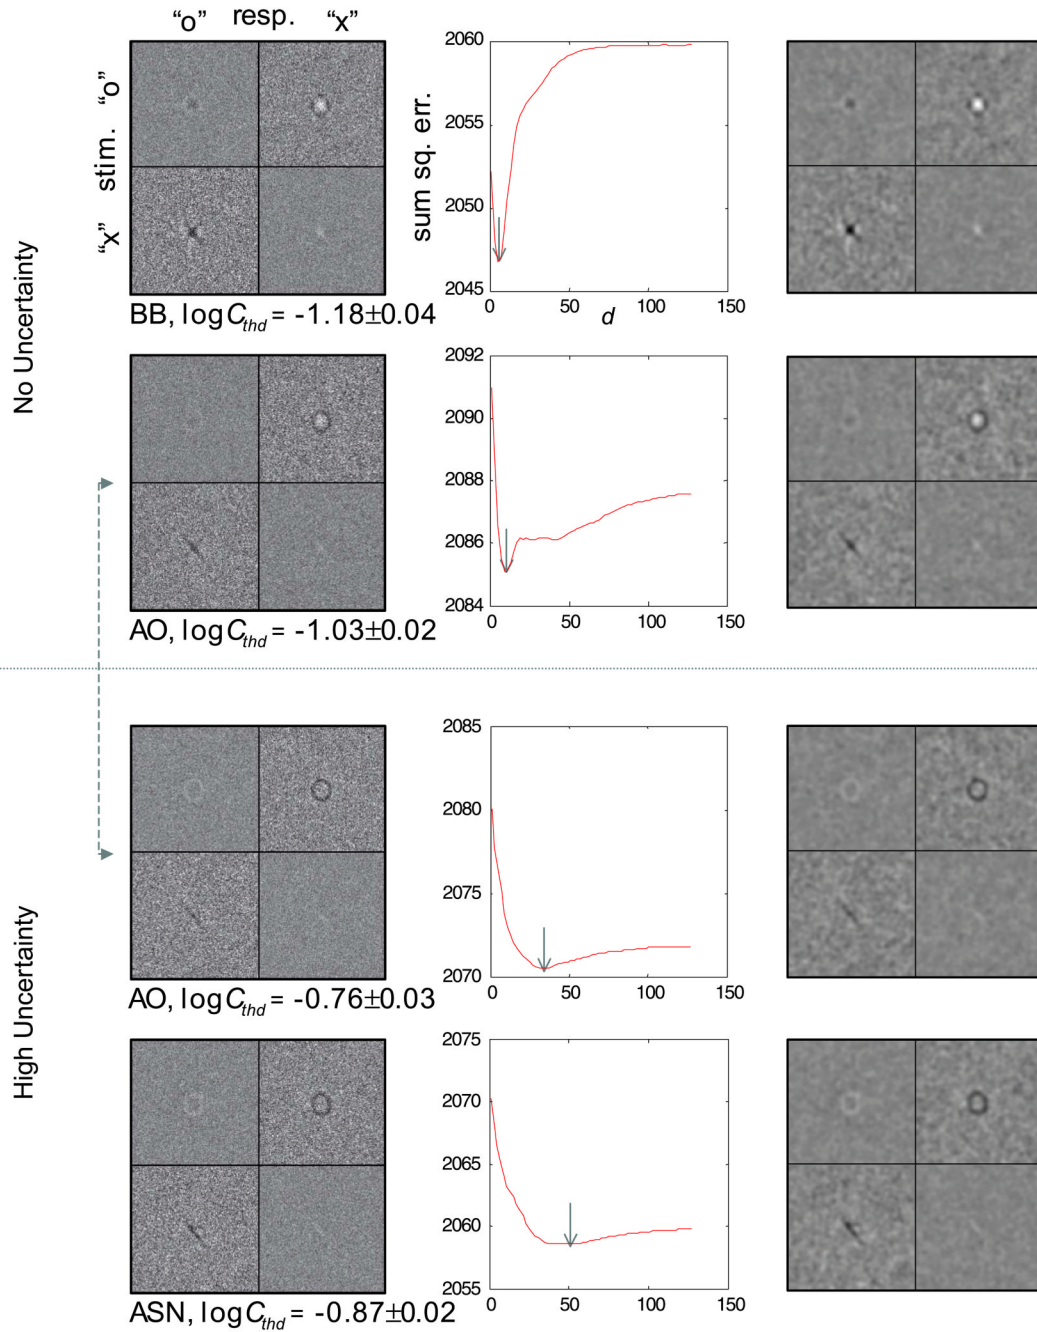 “o” resp. “x”
stim. “o”
“x”
No Uncertainty
sum sq. err.
2060
2055
2050
2045
0 50 100 150
d
BB, log C_thd = -1.18±0.04
2092
2090
2088
2086
2084
0 50 100 150
AO, log C_thd = -1.03±0.02
High Uncertainty
2085
2080
2075
2070
0 50 100 150
AO, log C_thd = -0.76±0.03
2075
2070
2065
2060
2055
0 50 100 150
ASN, log C_thd = -0.87±0.02